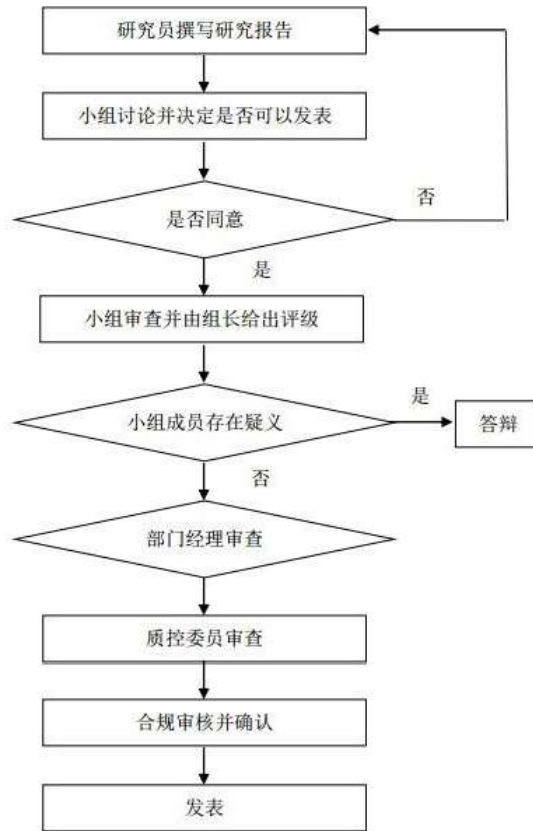 研究员撰写研究报告
小组讨论并决定是否可以发表
是否同意
否
是
小组审查并由组长给出评级
小组成员存在疑义
是
答辩
否
部门经理审查
质控委员审查
合规审核并确认
发表